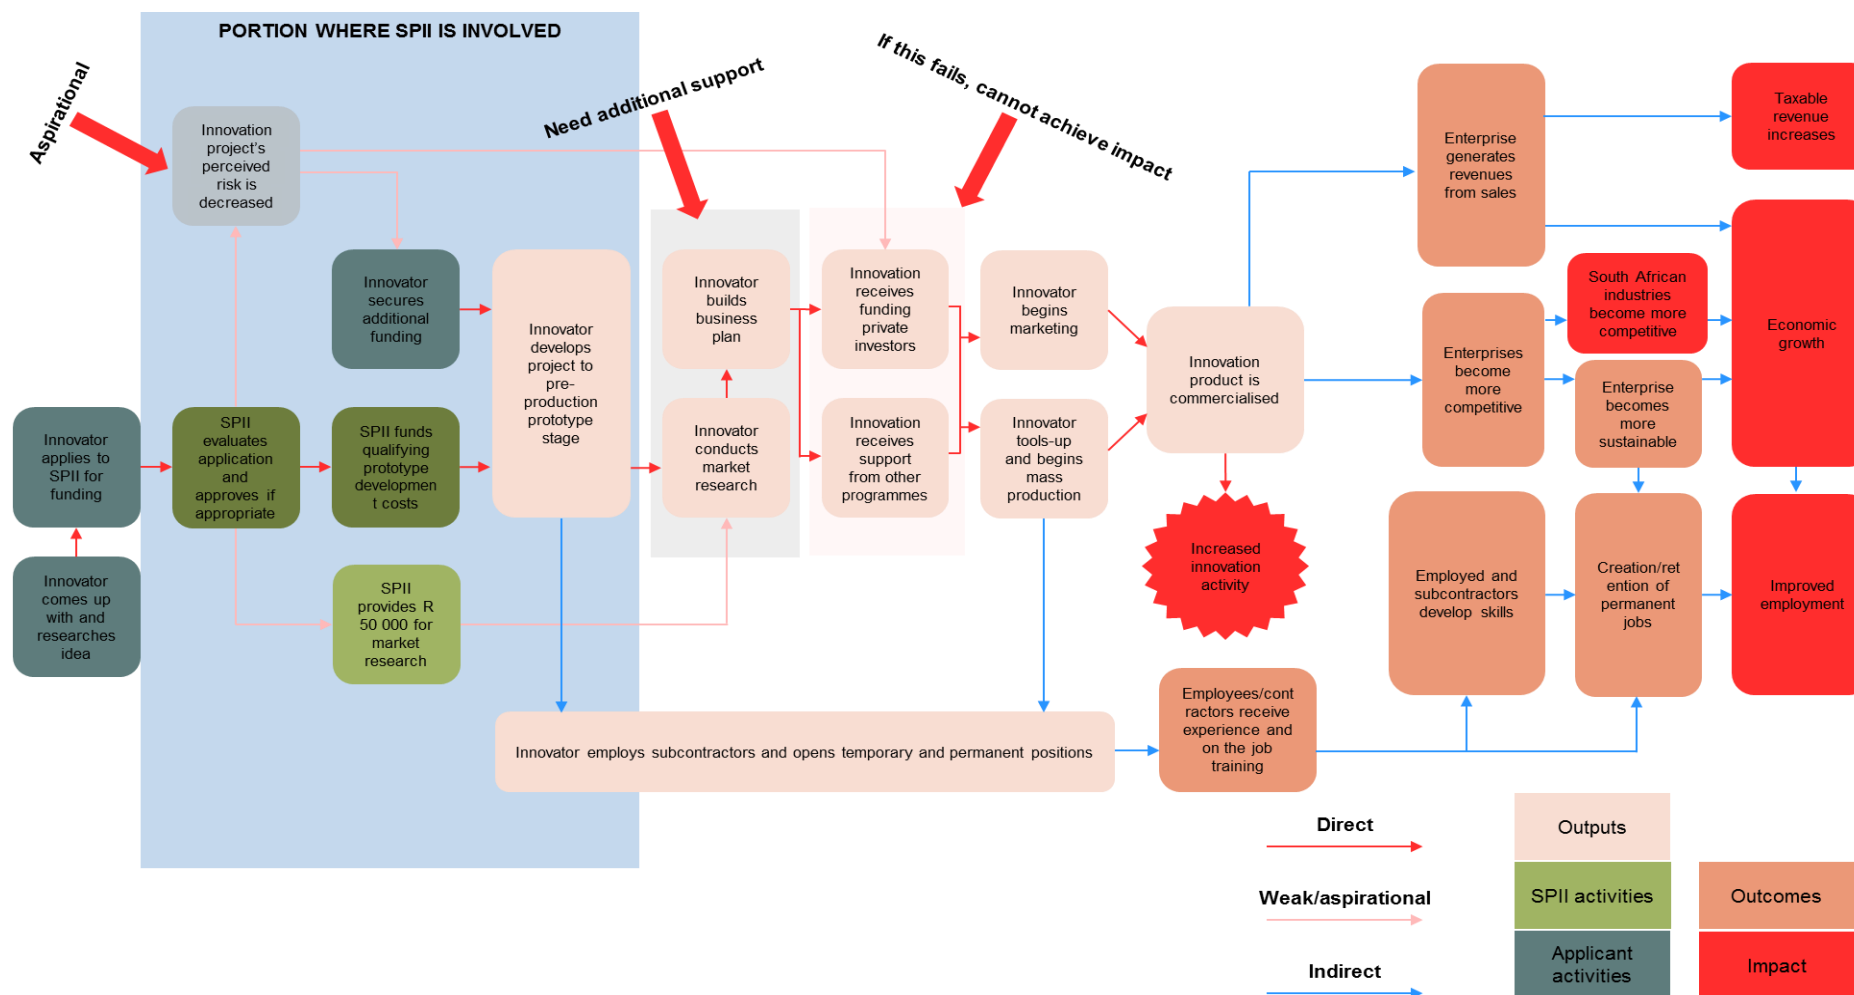 PORTION WHERE SPII IS INVOLVED
Aspirational
Need additional support
If this fails, cannot achieve impact
Innovation
project's
perceived
risk is
decreased
Innovator
secures
additional
funding
Innovator
develops
project to
pre-
production
prototype
stage
Innovator
applies to
SPII for
funding
SPII
evaluates
application
and
approves if
appropriate
SPII funds
qualifying
prototype
developmen
t costs
Innovator
comes up
with and
researches
idea
SPII
provides R
50 000 for
market
research
Innovator
builds
business
plan
Innovator
conducts
market
research
Innovation
receives
funding
private
investors
Innovation
receives
support
from other
programmes
Innovator
begins
marketing
Innovator
tools-up
and begins
mass
production
Innovation
product is
commercialised
Increased
innovation
activity
Innovator employs subcontractors and opens temporary and permanent positions
Employees/cont
ractors receive
experience and
on the job
training
Enterprise
generates
revenues
from sales
Taxable
revenue
increases
Enterprises
become
more
competitive
South African
industries
become more
competitive
Enterprise
becomes
more
sustainable
Economic
growth
Employed and
subcontractors
develop skills
Creation/ret
ention of
permanent
jobs
Improved
employment
Direct
Weak/aspirational
Indirect
Outputs
SPII activities
Applicant
activities
Outcomes
Impact